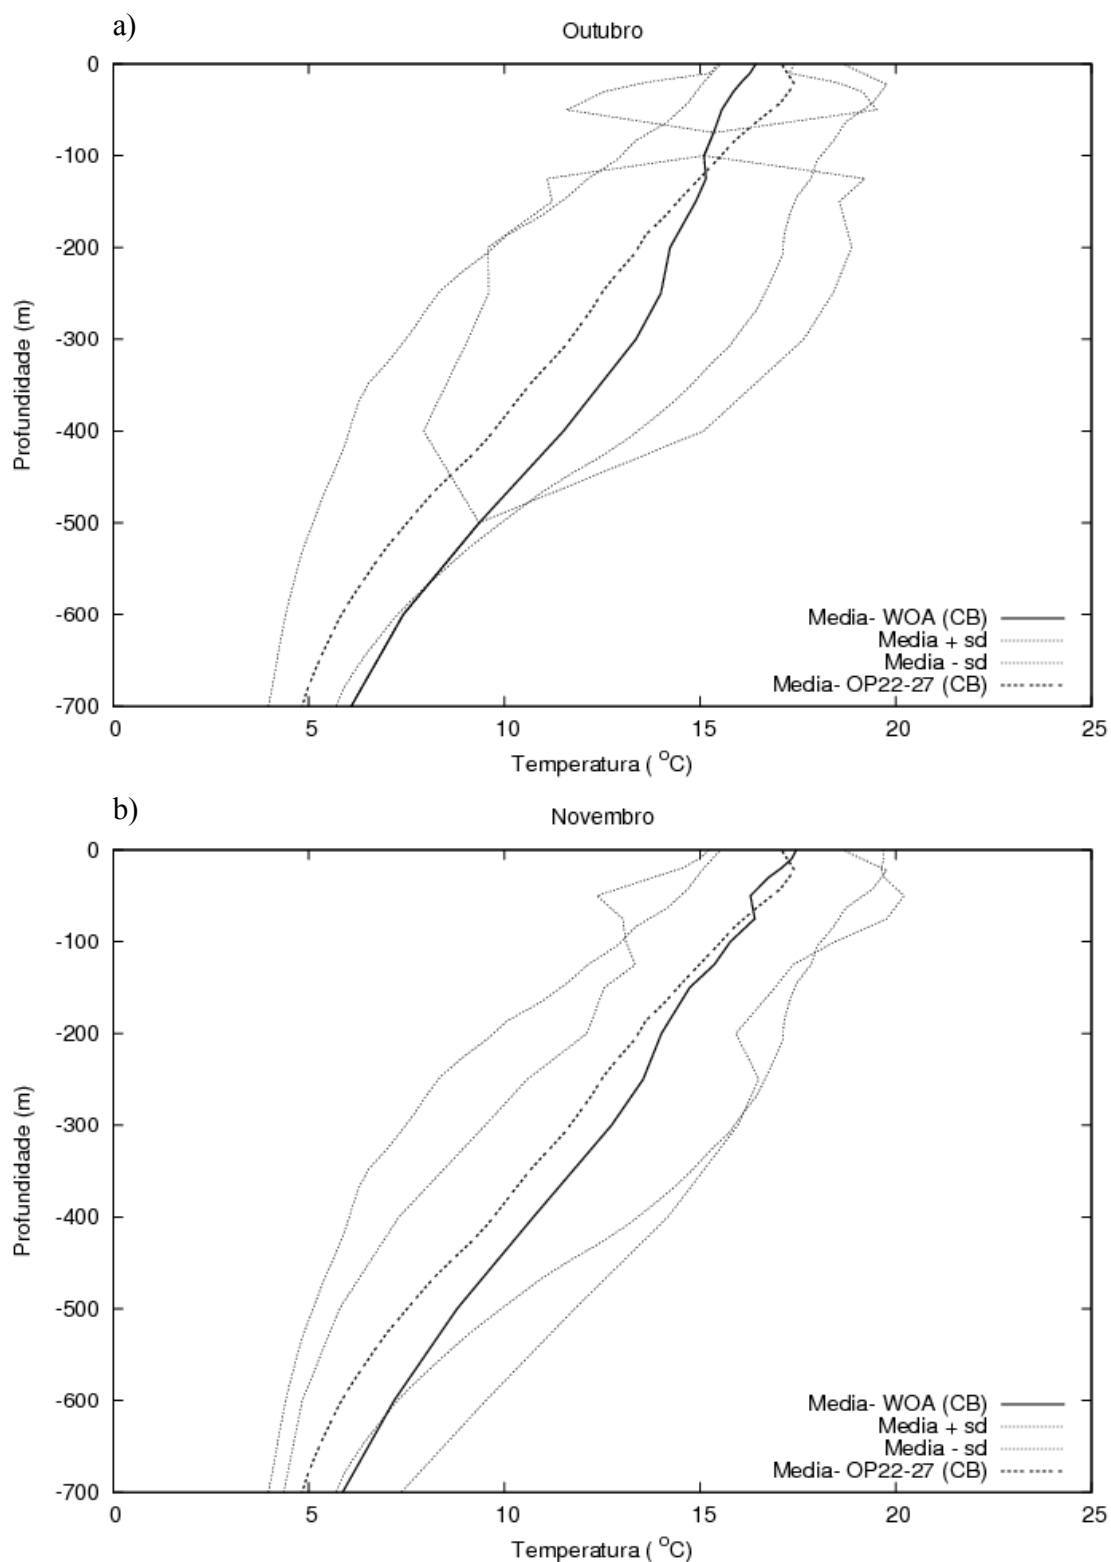 a)
Outubro
0
-100
-200
-300
-400
-500
-600
-700
Profundidade (m)
Media- WOA (CB)
Media + sd
Media - sd
Media- OP22-27 (CB)
0 5 10 15 20 25
Temperatura ( °C)
b)
Novembro
0
-100
-200
-300
-400
-500
-600
-700
Profundidade (m)
Media- WOA (CB)
Media + sd
Media - sd
Media- OP22-27 (CB)
0 5 10 15 20 25
Temperatura ( °C)